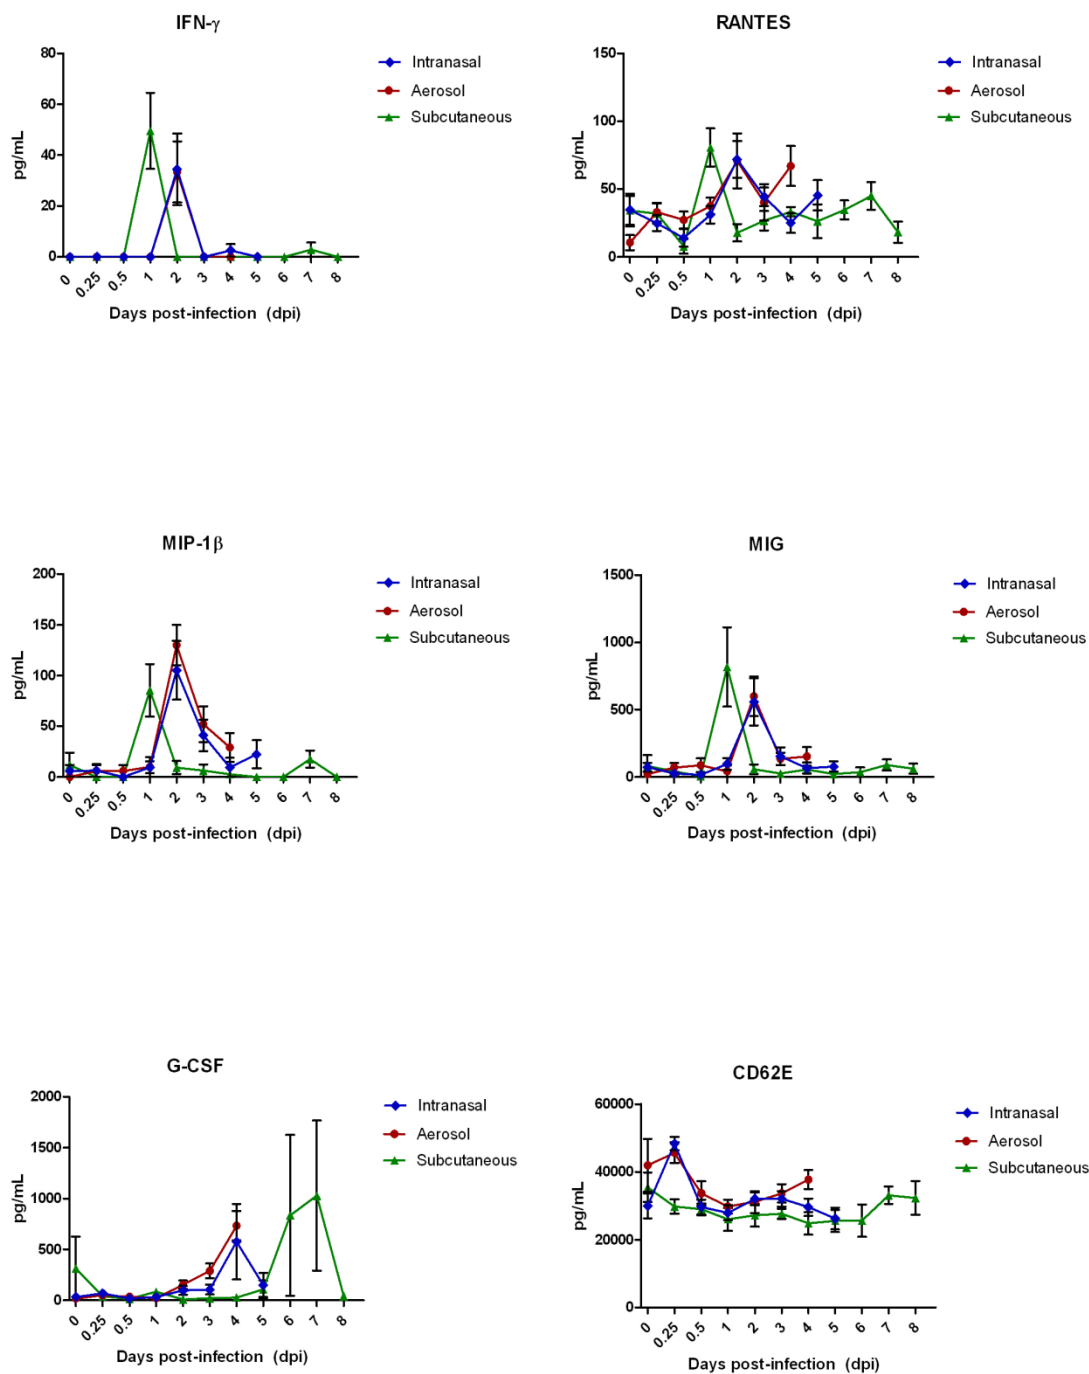 IFN-γ
80
60
40
20
0
pg/mL
0 0.25 0.5 1 2 3 4 5 6 7 8
Days post-infection (dpi)
Intranasal
Aerosol
Subcutaneous
RANTES
150
100
50
0
pg/mL
0 0.25 0.5 1 2 3 4 5 6 7 8
Days post-infection (dpi)
Intranasal
Aerosol
Subcutaneous
MIP-1β
200
150
100
50
0
pg/mL
0 0.25 0.5 1 2 3 4 5 6 7 8
Days post-infection (dpi)
Intranasal
Aerosol
Subcutaneous
MIG
1500
1000
500
0
pg/mL
0 0.25 0.5 1 2 3 4 5 6 7 8
Days post-infection (dpi)
Intranasal
Aerosol
Subcutaneous
G-CSF
2000
1500
1000
500
0
pg/mL
0 0.25 0.5 1 2 3 4 5 6 7 8
Days post-infection (dpi)
Intranasal
Aerosol
Subcutaneous
CD62E
60000
40000
20000
0
pg/mL
0 0.25 0.5 1 2 3 4 5 6 7 8
Days post-infection (dpi)
Intranasal
Aerosol
Subcutaneous